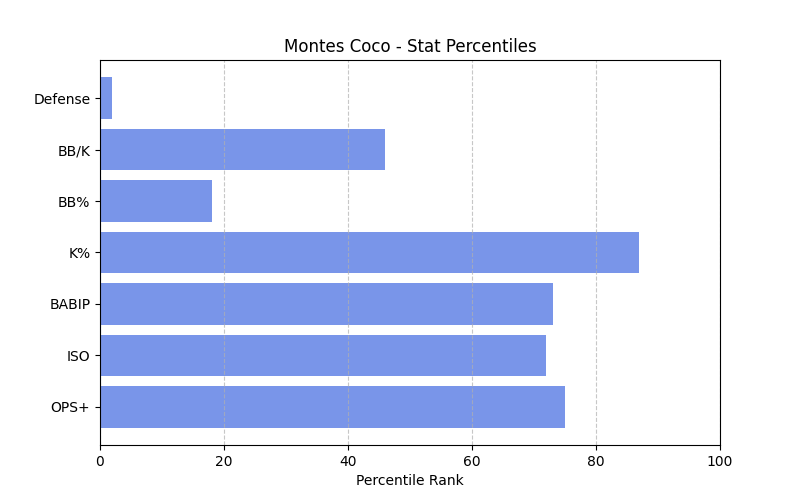 Montes Coco - Stat Percentiles
Defense
BB/K
BB%
K%
BABIP
ISO
OPS+
0 20 40 60 80 100
Percentile Rank